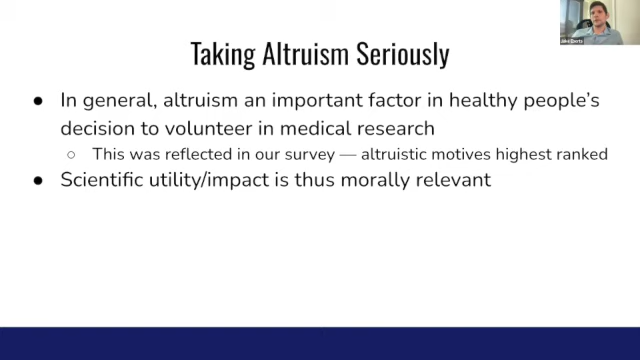 Taking Altruism Seriously
● In general, altruism an important factor in healthy people's
decision to volunteer in medical research
○ This was reflected in our survey — altruistic motives highest ranked
● Scientific utility/impact is thus morally relevant